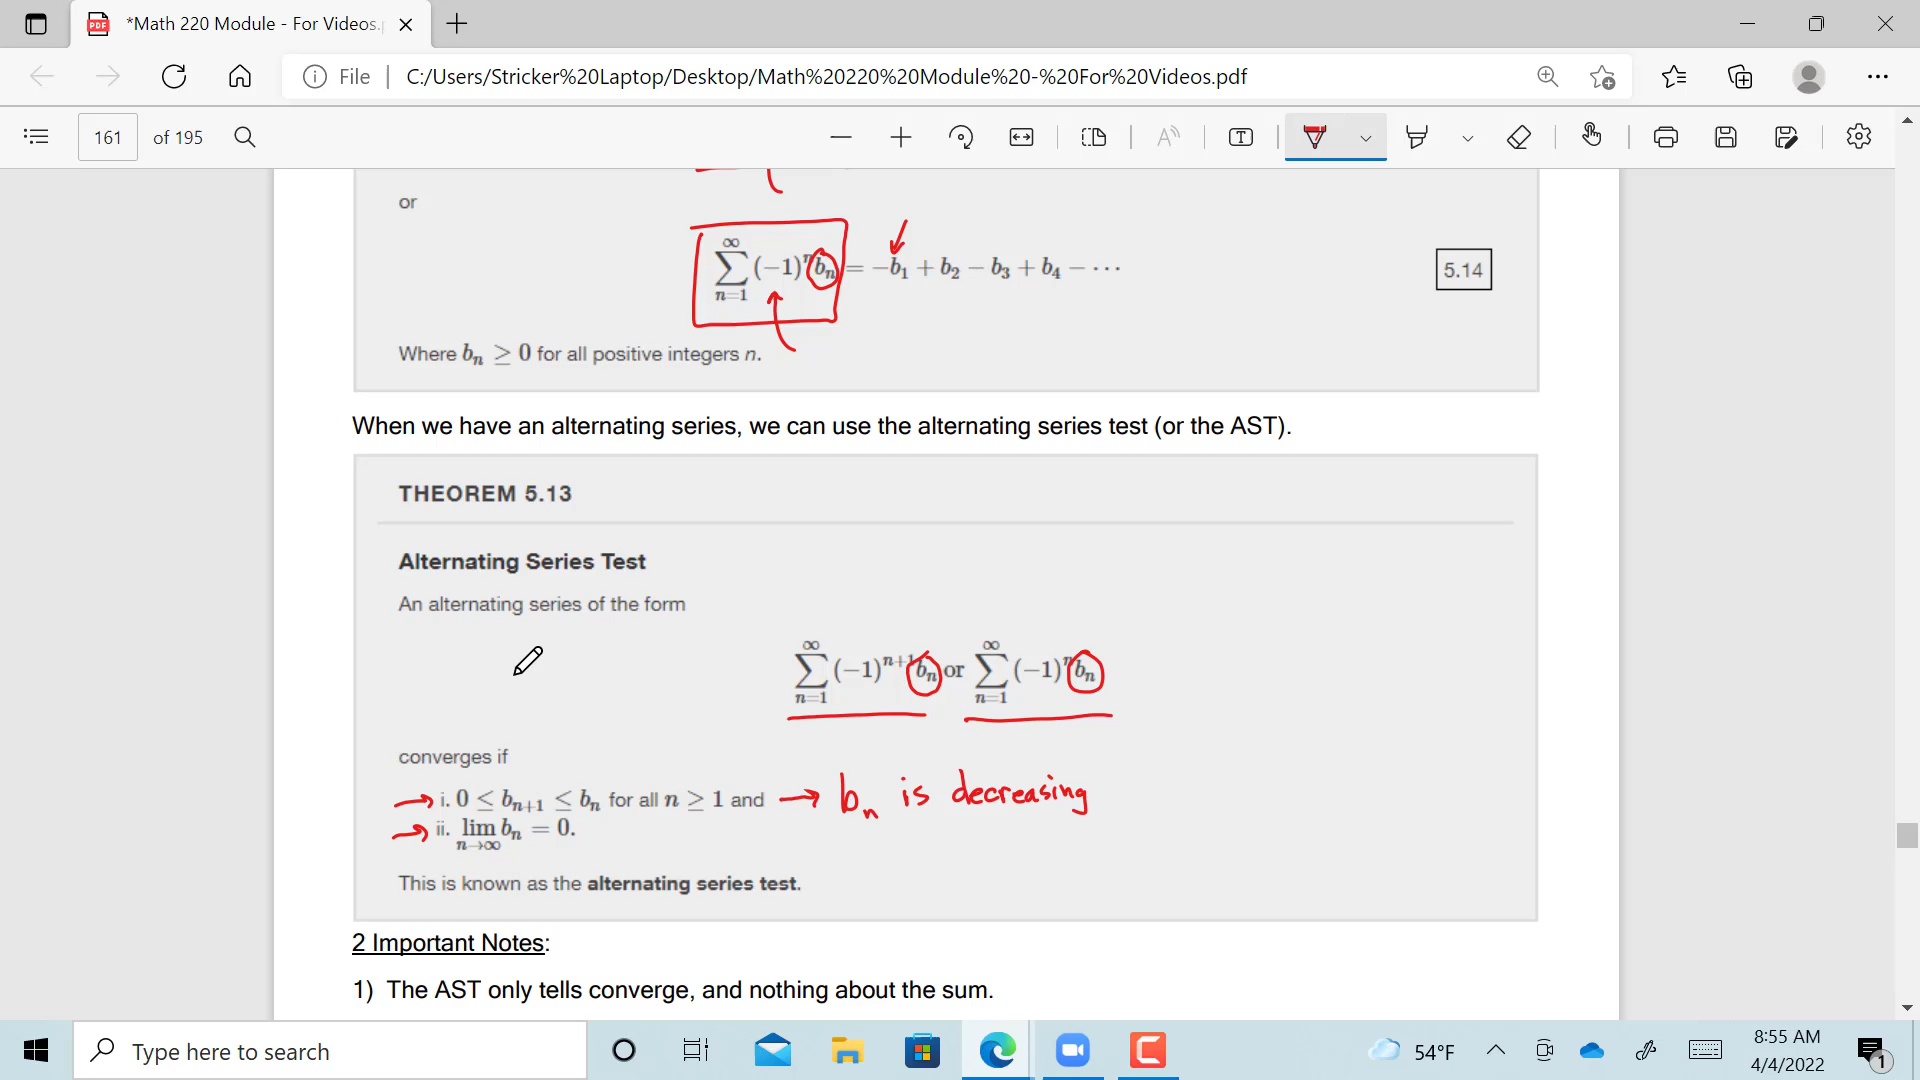 *Math 220 Module - For Videos.p
File C:/Users/Stricker%20Laptop/Desktop/Math%20220%20Module%20-%20For%20Videos.pdf
161 of 195
or
∑_{n=1}^{∞} (−1)^n b_n = −b_1 + b_2 − b_3 + b_4 − ⋯ 5.14
Where b_n ≥ 0 for all positive integers n.
When we have an alternating series, we can use the alternating series test (or the AST).
THEOREM 5.13
Alternating Series Test
An alternating series of the form
∑_{n=1}^{∞} (−1)^{n+1} b_n or ∑_{n=1}^{∞} (−1)^n b_n
converges if
i. 0 ≤ b_{n+1} ≤ b_n for all n ≥ 1 and → b_n is decreasing
ii. lim_{n→∞} b_n = 0.
This is known as the alternating series test.
2 Important Notes:
1) The AST only tells converge, and nothing about the sum.
Type here to search
54°F
8:55 AM
4/4/2022
1